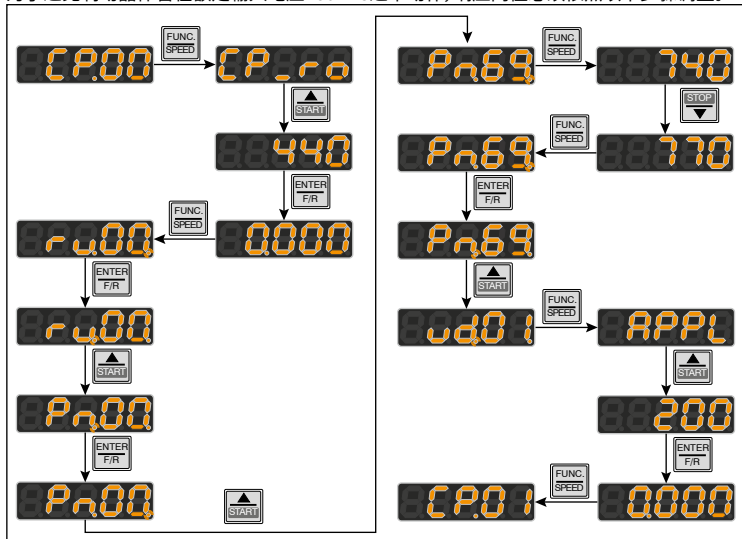 CP.00
FUNC.
SPEED
CP_ro
START
440
ENTER
F/R
0.000
FUNC.
SPEED
ru.00.
ENTER
F/R
ru.00.
START
Pn.00.
ENTER
F/R
Pn.00.
START
Pn.69.
FUNC.
SPEED
740
STOP
770
FUNC.
SPEED
Pn.69.
ENTER
F/R
Pn.69.
START
ud.01.
FUNC.
SPEED
APPL
START
200
ENTER
F/R
0.000
FUNC.
SPEED
CP.01